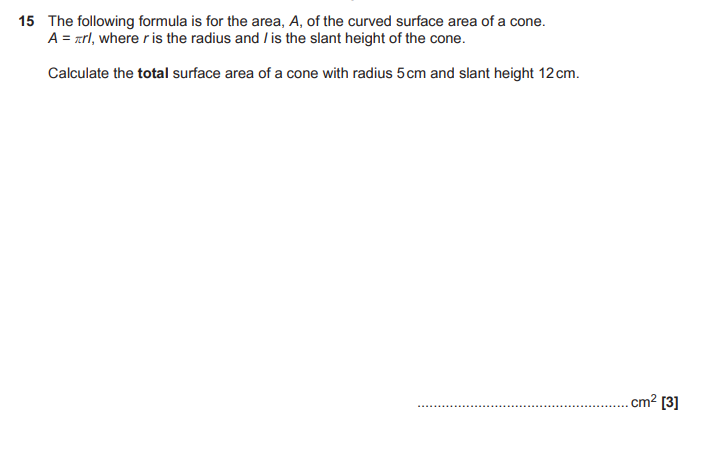 15 The following formula is for the area, A, of the curved surface area of a cone.
A = πrl, where r is the radius and l is the slant height of the cone.
Calculate the total surface area of a cone with radius 5 cm and slant height 12 cm.
.................................................... cm² [3]